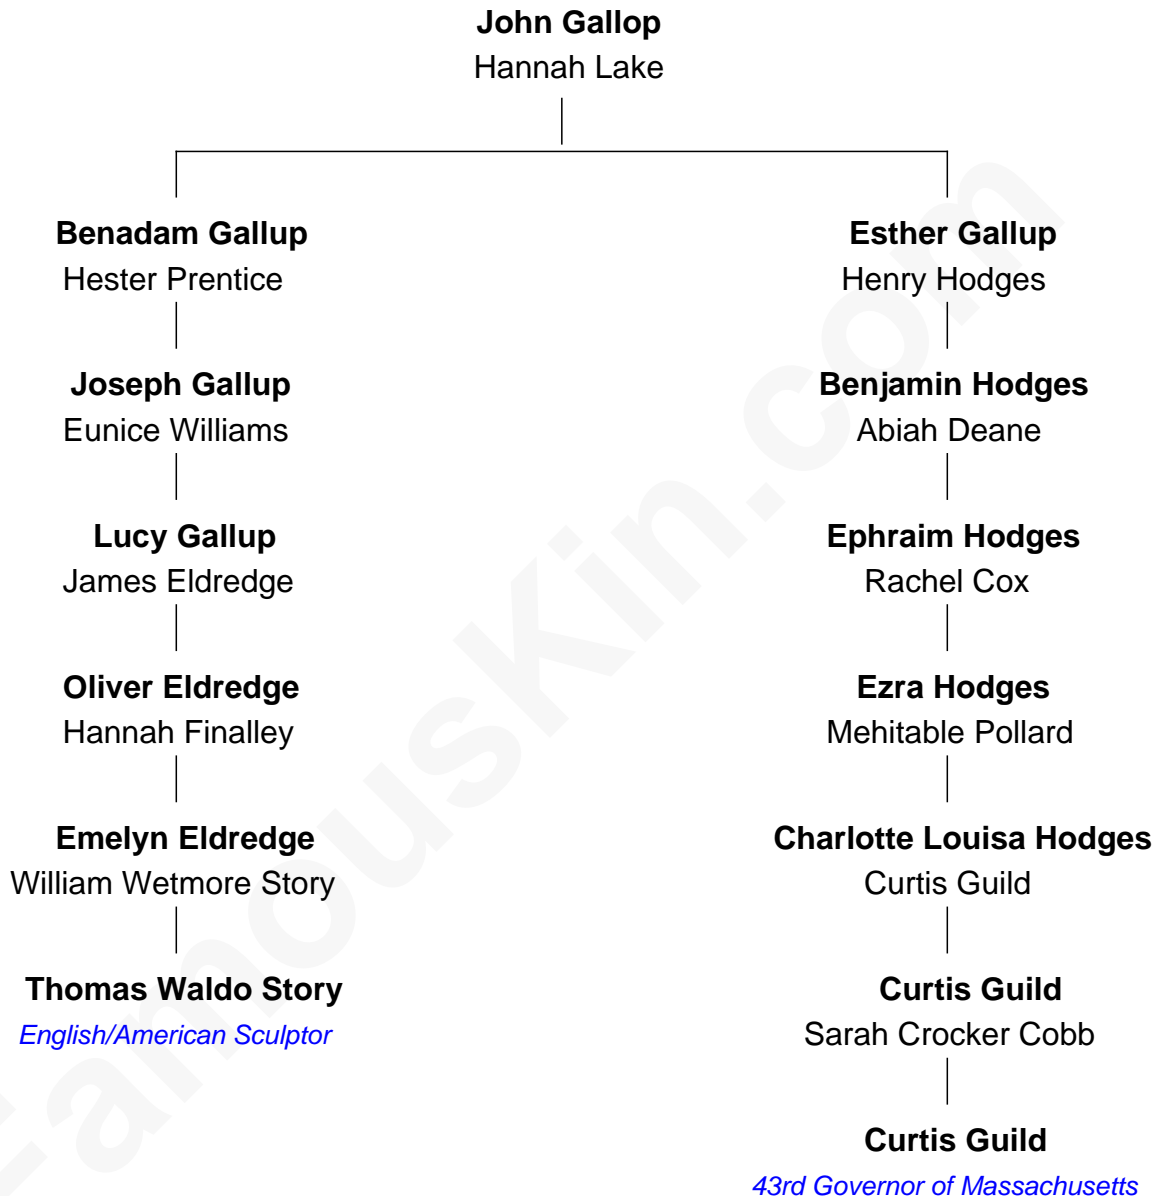 John Gallop
Hannah Lake
Benadam Gallup
Hester Prentice
Esther Gallup
Henry Hodges
Joseph Gallup
Eunice Williams
Benjamin Hodges
Abiah Deane
Lucy Gallup
James Eldredge
Ephraim Hodges
Rachel Cox
Oliver Eldredge
Hannah Finalley
Ezra Hodges
Mehitable Pollard
Emelyn Eldredge
William Wetmore Story
Charlotte Louisa Hodges
Curtis Guild
Thomas Waldo Story
English/American Sculptor
Curtis Guild
Sarah Crocker Cobb
Curtis Guild
43rd Governor of Massachusetts
FamousKin.com